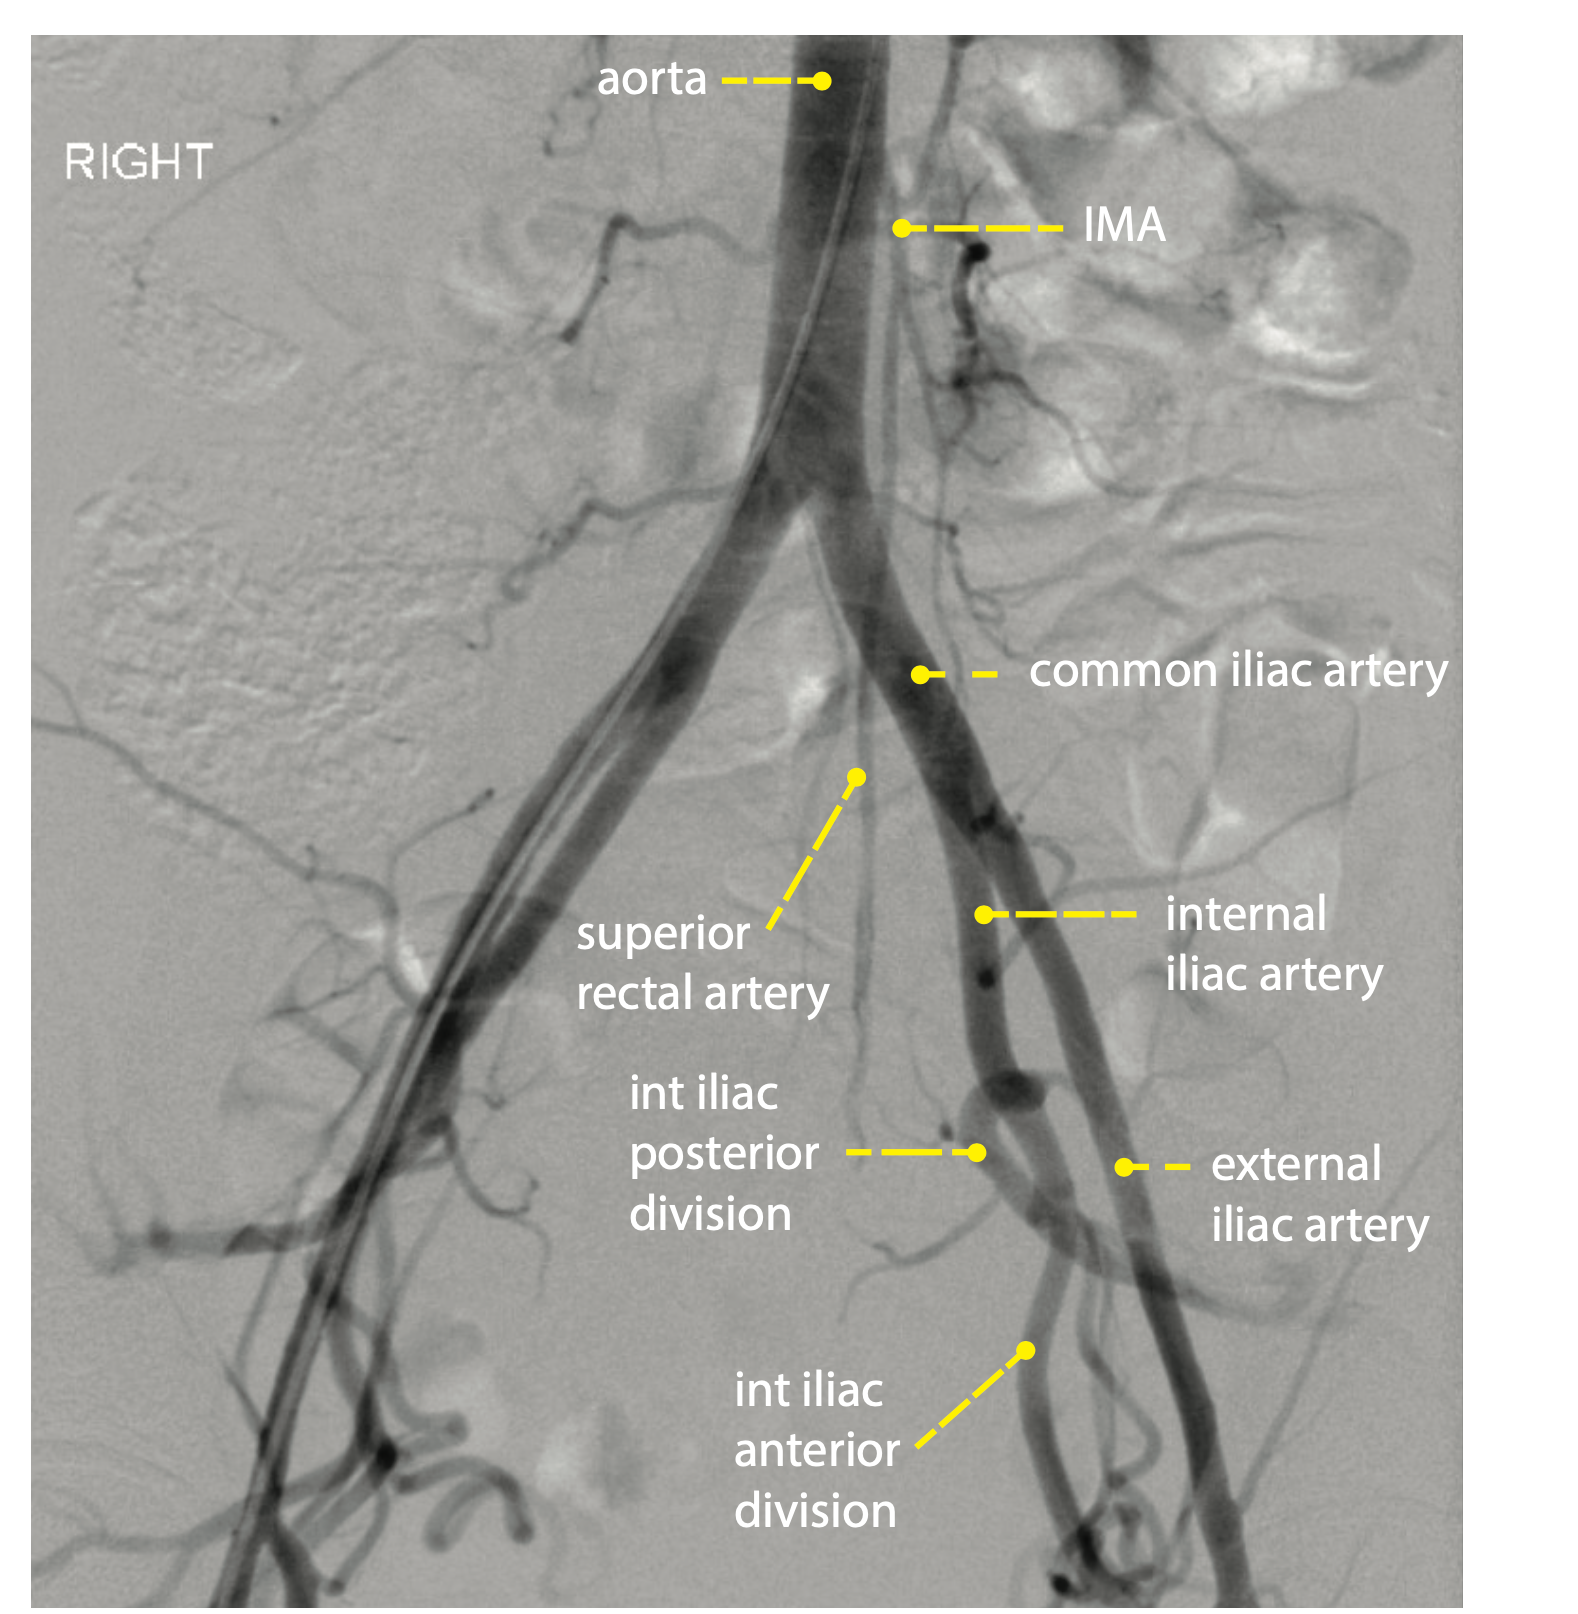 aorta
RIGHT
IMA
common iliac artery
internal
iliac artery
superior
rectal artery
int iliac
posterior
division
external
iliac artery
int iliac
anterior
division